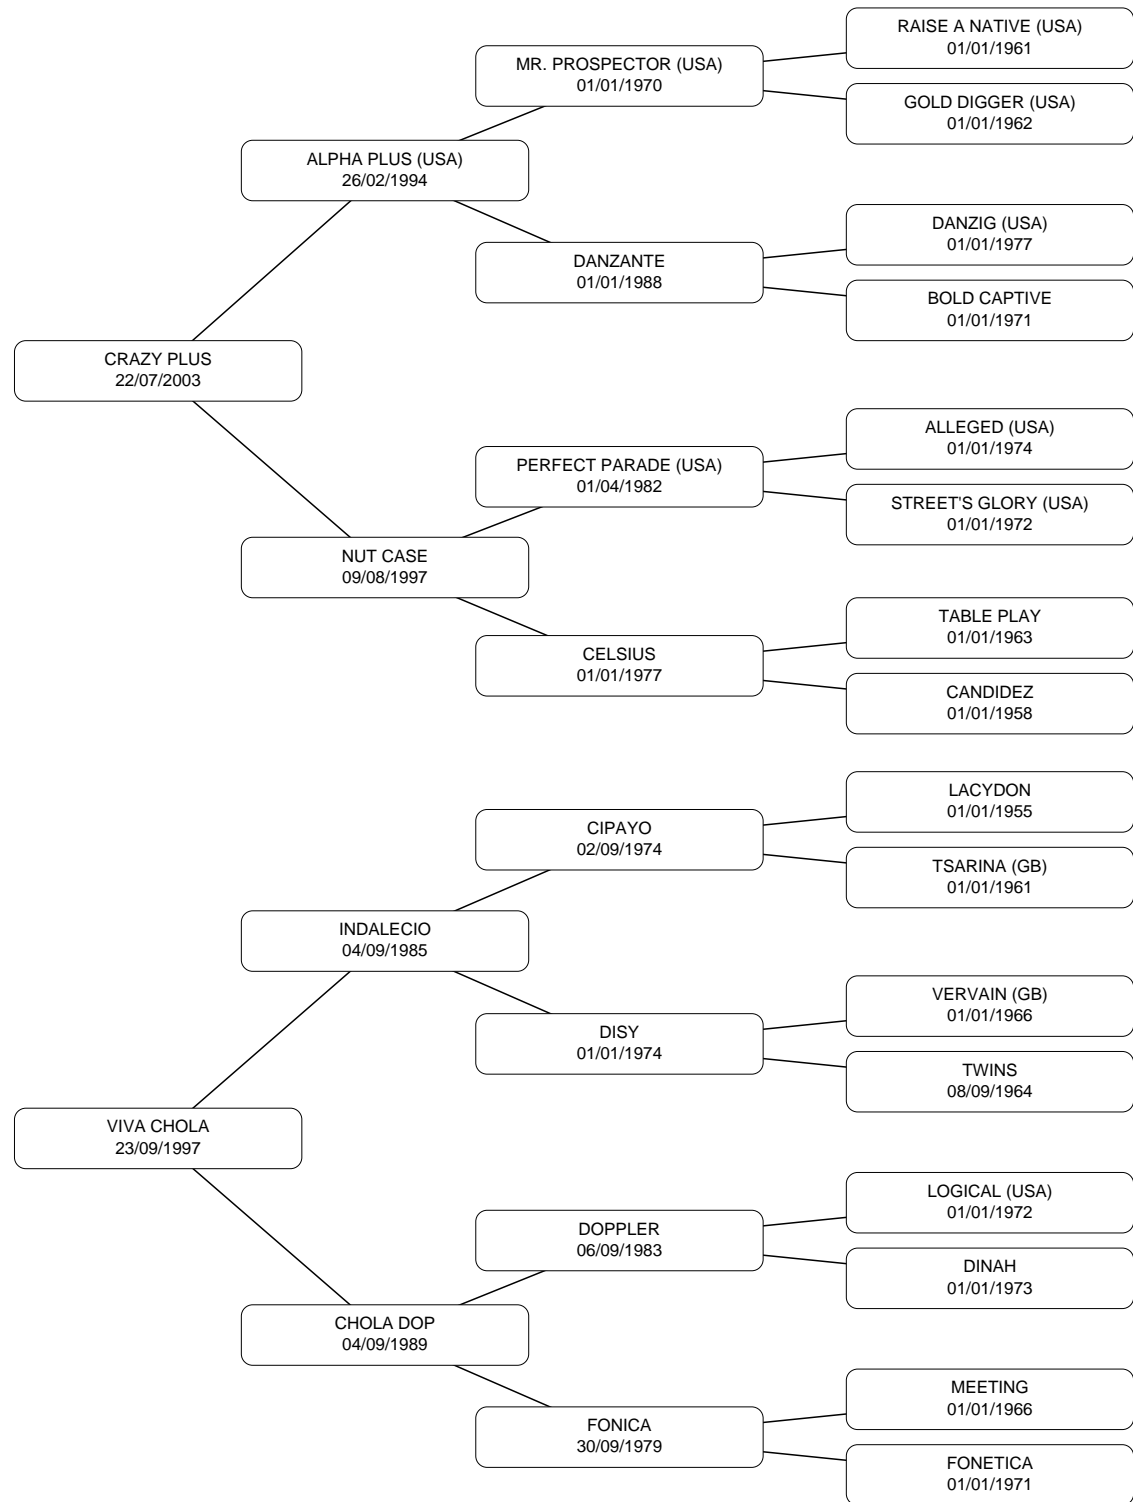 RAISE A NATIVE (USA)
01/01/1961
MR. PROSPECTOR (USA)
01/01/1970
GOLD DIGGER (USA)
01/01/1962
ALPHA PLUS (USA)
26/02/1994
DANZIG (USA)
01/01/1977
DANZANTE
01/01/1988
BOLD CAPTIVE
01/01/1971
CRAZY PLUS
22/07/2003
ALLEGED (USA)
01/01/1974
PERFECT PARADE (USA)
01/04/1982
STREET'S GLORY (USA)
01/01/1972
NUT CASE
09/08/1997
TABLE PLAY
01/01/1963
CELSIUS
01/01/1977
CANDIDEZ
01/01/1958
LACYDON
01/01/1955
CIPAYO
02/09/1974
TSARINA (GB)
01/01/1961
INDALECIO
04/09/1985
VERVAIN (GB)
01/01/1966
DISY
01/01/1974
TWINS
08/09/1964
VIVA CHOLA
23/09/1997
LOGICAL (USA)
01/01/1972
DOPPLER
06/09/1983
DINAH
01/01/1973
CHOLA DOP
04/09/1989
MEETING
01/01/1966
FONICA
30/09/1979
FONETICA
01/01/1971